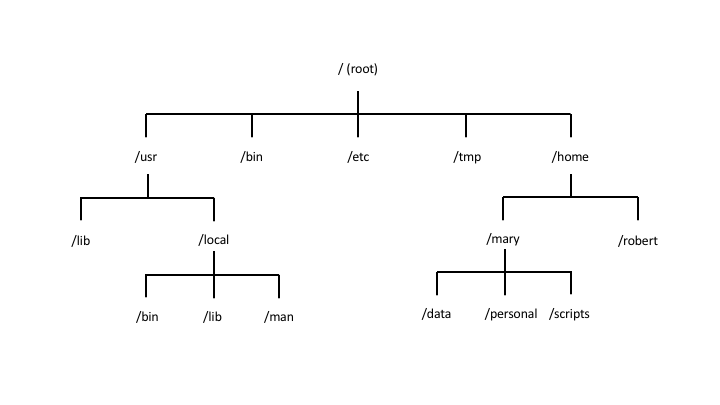 / (root)
/usr
/bin
/etc
/tmp
/home
/lib
/local
/mary
/robert
/bin
/lib
/man
/data
/personal
/scripts